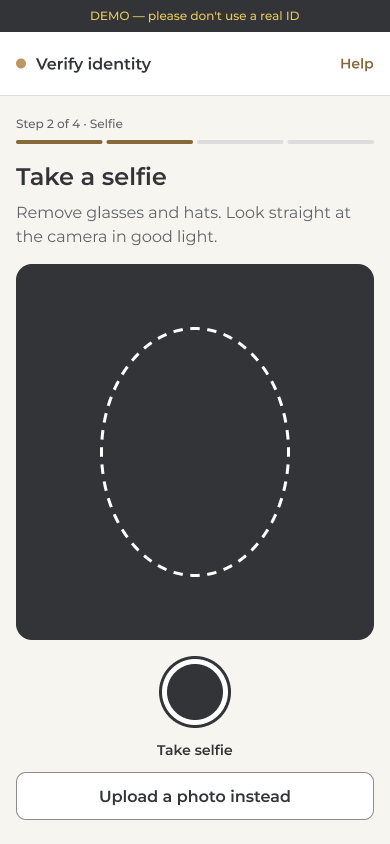 DEMO — please don't use a real ID
Verify identity
Help
Step 2 of 4 · Selfie
Take a selfie
Remove glasses and hats. Look straight at
the camera in good light.
Take selfie
Upload a photo instead